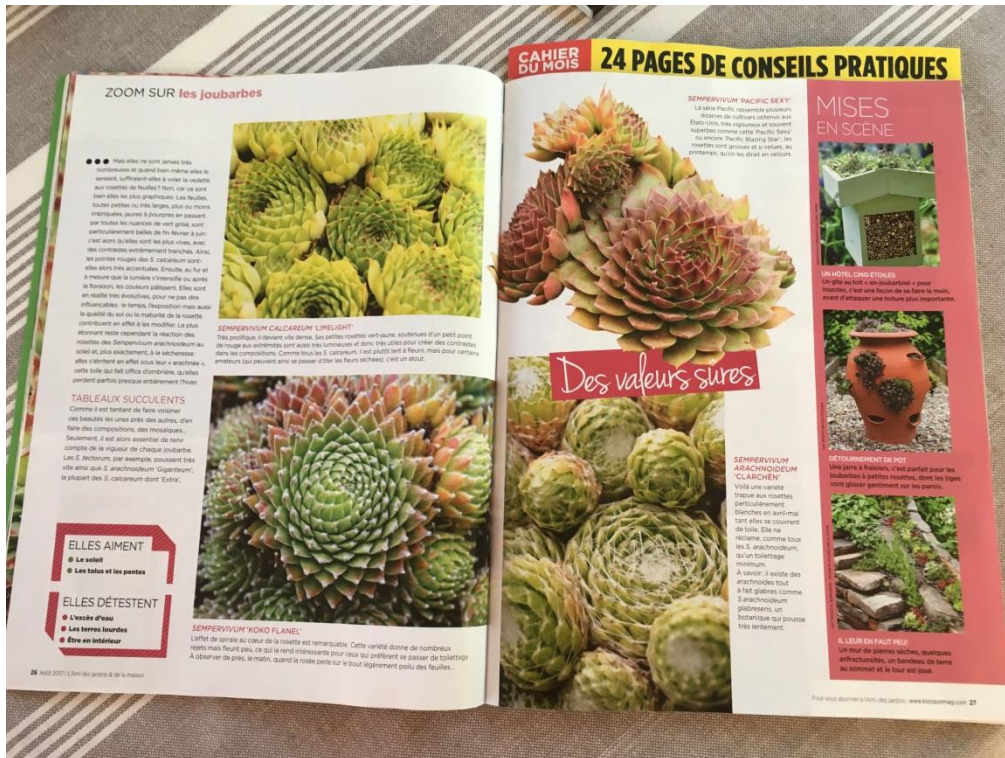 ZOOM SUR les joubarbes
●●● Mais elles ne sont jamais très
nombreuses et quand bien même elles le
seraient, suffiraient-elles à voler la vedette
aux rosettes de feuilles ? Non, car ce sont
bien elles les plus graphiques. Les feuilles,
toutes petites ou très larges, plus ou moins
imbriquées, jaunes à pourpres en passant
par toutes les nuances de vert grisé, sont
particulièrement belles de fin février à juin :
c'est alors qu'elles sont les plus vives, avec
des contrastes extrêmement tranchés. Ainsi,
les pointes rouges des S. calcareum sont-
elles alors très accentuées. Ensuite, au fur et
à mesure que la lumière s'intensifie ou après
la floraison, les couleurs pâlissent. Elles sont
en réalité très évolutives, pour ne pas dire
influençables : le temps, l'exposition mais aussi
la qualité du sol ou la maturité de la rosette
contribuent en effet à les modifier. Le plus
étonnant reste cependant la réaction des
rosettes des Sempervivum arachnoideum au
soleil et, plus exactement, à la sécheresse :
elles s'abritent en effet sous leur « arachnée »,
cette toile qui fait office d'ombrière, qu'elles
perdent parfois presque entièrement l'hiver.
TABLEAUX SUCCULENTS
Comme il est tentant de faire voisiner
ces beautés les unes près des autres, d'en
faire des compositions, des mosaïques...
Seulement, il est alors essentiel de tenir
compte de la vigueur de chaque joubarbe.
Les S. tectorum, par exemple, poussent très
vite ainsi que S. arachnoideum 'Giganteum',
la plupart des S. calcareum dont 'Extra',
ELLES AIMENT
● Le soleil
● Les talus et les pentes
ELLES DÉTESTENT
● L'excès d'eau
● Les terres lourdes
● Être en intérieur
SEMPERVIVUM CALCAREUM 'LIMELIGHT'
Très prolifique, il devient vite dense. Ses petites rosettes vert-jaune, soutenues d'un petit point
de rouge aux extrémités sont aussi très lumineuses et donc très utiles pour créer des contrastes
dans les compositions. Comme tous les S. calcareum, il est plutôt lent à fleurir, mais pour certains
amateurs (qui peuvent ainsi se passer d'ôter les fleurs séchées), c'est un atout.
SEMPERVIVUM 'KOKO FLANEL'
L'effet de spirale au cœur de la rosette est remarquable. Cette variété donne de nombreux
rejets mais fleurit peu, ce qui la rend intéressante pour ceux qui préfèrent se passer de toilettage.
À observer de près, le matin, quand la rosée perle sur le bout légèrement poilu des feuilles...
26 Août 2017 | L'Ami des jardins & de la maison
CAHIER
DU MOIS
24 PAGES DE CONSEILS PRATIQUES
SEMPERVIVUM 'PACIFIC SEXY'
La série Pacific rassemble plusieurs
dizaines de cultivars obtenus aux
États-Unis, très vigoureux et souvent
superbes comme cette 'Pacific Sexy'
ou encore 'Pacific Blazing Star' ; les
rosettes sont grosses et si velues, au
printemps, qu'on les dirait en velours.
Des valeurs sures
SEMPERVIVUM
ARACHNOIDEUM
'CLARCHËN'
Voilà une variété
trapue aux rosettes
particulièrement
blanches en avril-mai
tant elles se couvrent
de toile. Elle ne
réclame, comme tous
les S. arachnoideum,
qu'un toilettage
minimum.
À savoir : il existe des
arachnoides tout
à fait glabres comme
S arachnoideum
glabresens, un
botanique qui pousse
très lentement.
MISES
EN SCÈNE
UN HÔTEL CINQ ÉTOILES
Un gîte au toit « en-joubarbisé » pour
insectes, c'est une façon de se faire la main,
avant d'attaquer une toiture plus importante.
DÉTOURNEMENT DE POT
Une jarre à fraisiers, c'est parfait pour les
joubarbes à petites rosettes, dont les tiges
vont glisser gentiment sur les parois.
IL LEUR EN FAUT PEU !
Un mur de pierres sèches, quelques
anfractuosités, un bandeau de terre
au sommet et le tour est joué.
Pour vous abonner à l'Ami des jardins : www.kiosquemag.com 27